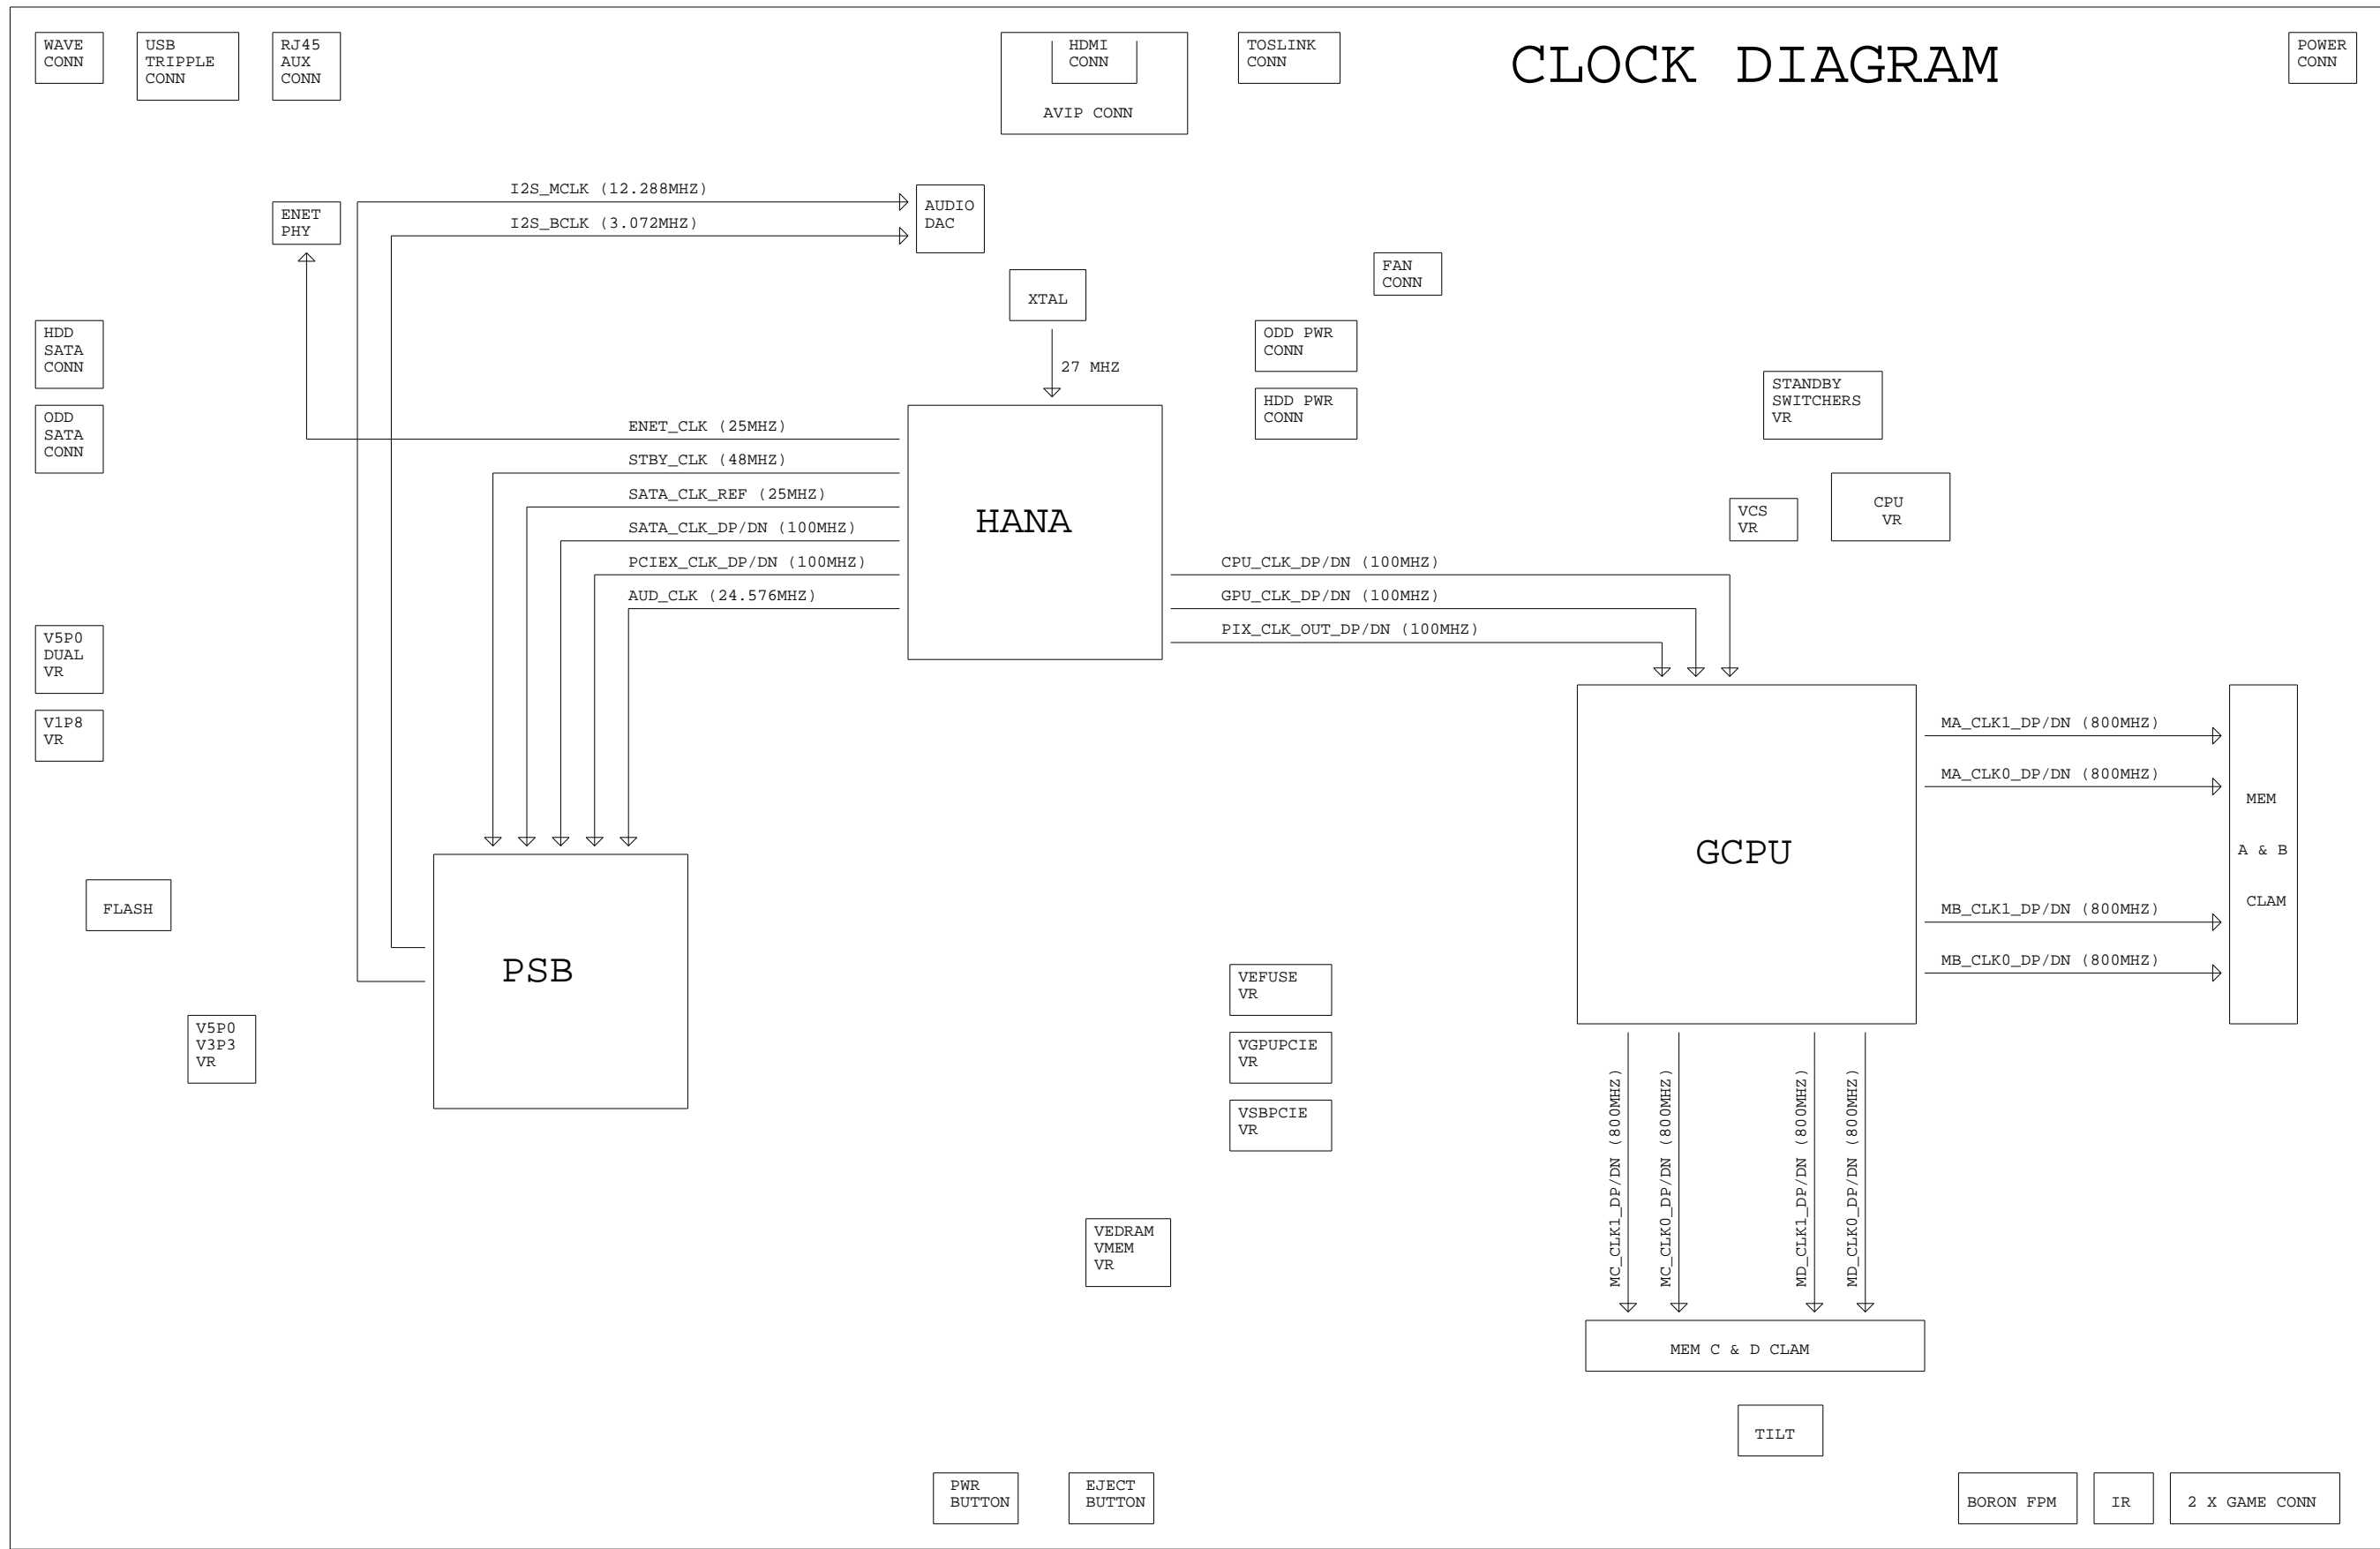 CLOCK DIAGRAM
WAVE
CONN
USB
TRIPPLE
CONN
RJ45
AUX
CONN
HDMI
CONN
AVIP CONN
TOSLINK
CONN
POWER
CONN
I2S_MCLK (12.288MHZ)
I2S_BCLK (3.072MHZ)
AUDIO
DAC
ENET
PHY
FAN
CONN
XTAL
27 MHZ
HDD
SATA
CONN
ODD
SATA
CONN
ODD PWR
CONN
HDD PWR
CONN
STANDBY
SWITCHERS
VR
VCS
VR
CPU
VR
ENET_CLK (25MHZ)
STBY_CLK (48MHZ)
SATA_CLK_REF (25MHZ)
SATA_CLK_DP/DN (100MHZ)
PCIEX_CLK_DP/DN (100MHZ)
AUD_CLK (24.576MHZ)
HANA
CPU_CLK_DP/DN (100MHZ)
GPU_CLK_DP/DN (100MHZ)
PIX_CLK_OUT_DP/DN (100MHZ)
V5P0
DUAL
VR
V1P8
VR
FLASH
V5P0
V3P3
VR
PSB
GCPU
MA_CLK1_DP/DN (800MHZ)
MA_CLK0_DP/DN (800MHZ)
MB_CLK1_DP/DN (800MHZ)
MB_CLK0_DP/DN (800MHZ)
MEM
A & B
CLAM
VEFUSE
VR
VGPUPCIE
VR
VSBPCIE
VR
VEDRAM
VMEM
VR
MC_CLK1_DP/DN (800MHZ)
MC_CLK0_DP/DN (800MHZ)
MD_CLK1_DP/DN (800MHZ)
MD_CLK0_DP/DN (800MHZ)
MEM C & D CLAM
TILT
PWR
BUTTON
EJECT
BUTTON
BORON FPM
IR
2 X GAME CONN